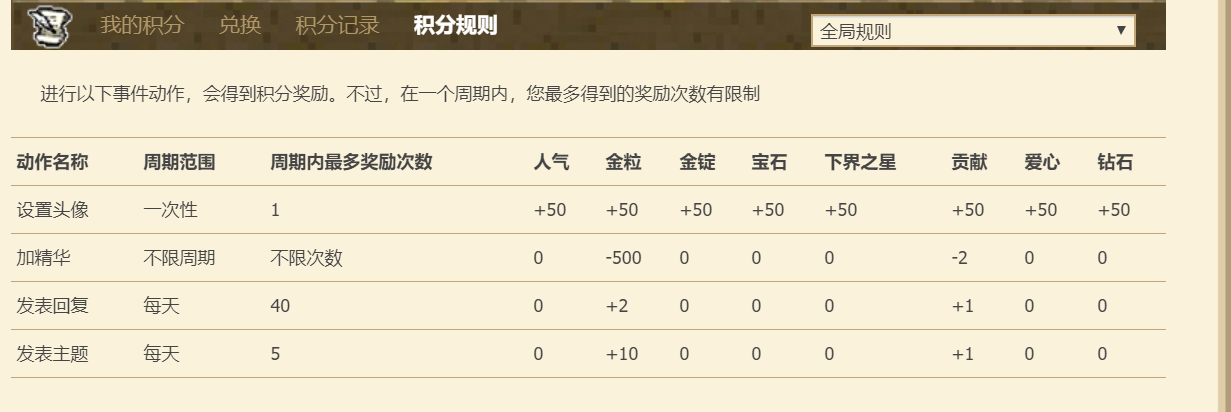 我的积分 兑换 积分记录 积分规则 全局规则
进行以下事件动作，会得到积分奖励。不过，在一个周期内，您最多得到的奖励次数有限制
动作名称 周期范围 周期内最多奖励次数 人气 金粒 金锭 宝石 下界之星 贡献 爱心 钻石
设置头像 一次性 1 +50 +50 +50 +50 +50 +50 +50 +50
加精华 不限周期 不限次数 0 -500 0 0 0 -2 0 0
发表回复 每天 40 0 +2 0 0 0 +1 0 0
发表主题 每天 5 0 +10 0 0 0 +1 0 0